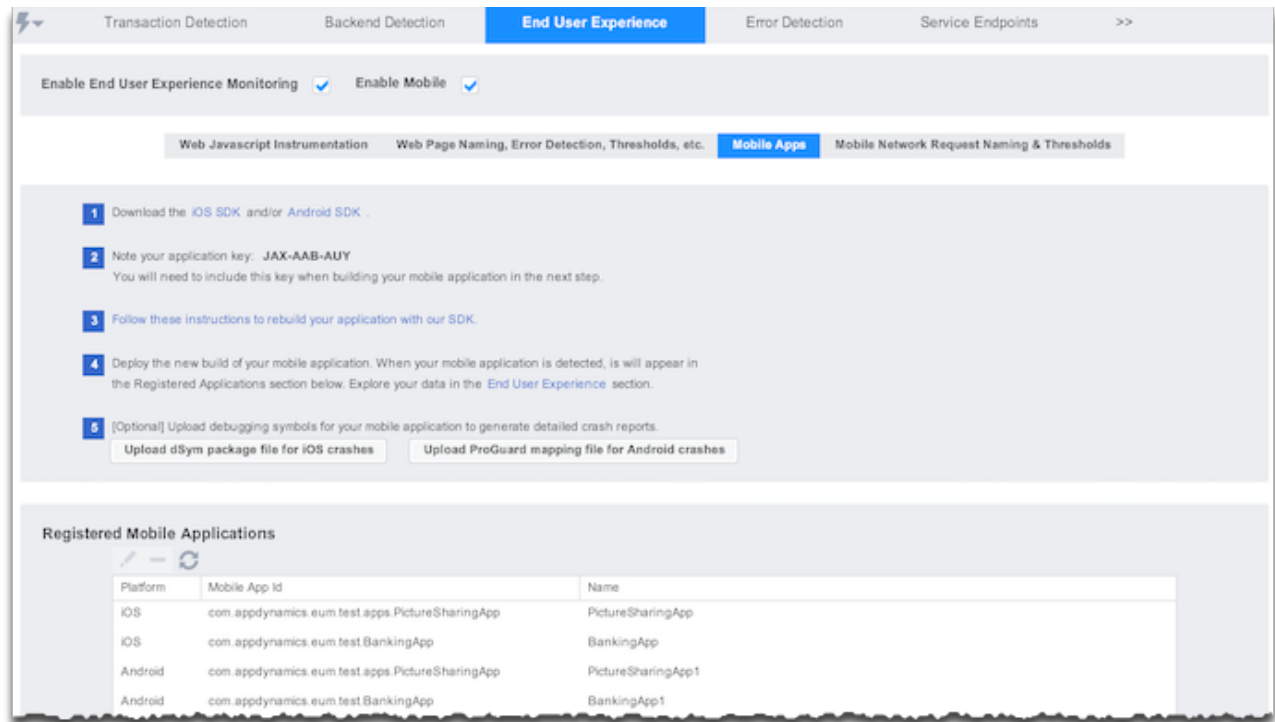 Transaction Detection Backend Detection End User Experience Error Detection Service Endpoints >>
Enable End User Experience Monitoring Enable Mobile
Web Javascript Instrumentation Web Page Naming, Error Detection, Thresholds, etc. Mobile Apps Mobile Network Request Naming & Thresholds
1 Download the iOS SDK and/or Android SDK .
2 Note your application key: JAX-AAB-AUY
You will need to include this key when building your mobile application in the next step.
3 Follow these instructions to rebuild your application with our SDK.
4 Deploy the new build of your mobile application. When your mobile application is detected, is will appear in
the Registered Applications section below. Explore your data in the End User Experience section.
5 [Optional] Upload debugging symbols for your mobile application to generate detailed crash reports.
Upload dSym package file for iOS crashes Upload ProGuard mapping file for Android crashes
Registered Mobile Applications
Platform Mobile App Id Name
iOS com.appdynamics.eum.test.apps.PictureSharingApp PictureSharingApp
iOS com.appdynamics.eum.test.BankingApp BankingApp
Android com.appdynamics.eum.test.apps.PictureSharingApp PictureSharingApp1
Android com.appdynamics.eum.test.BankingApp BankingApp1